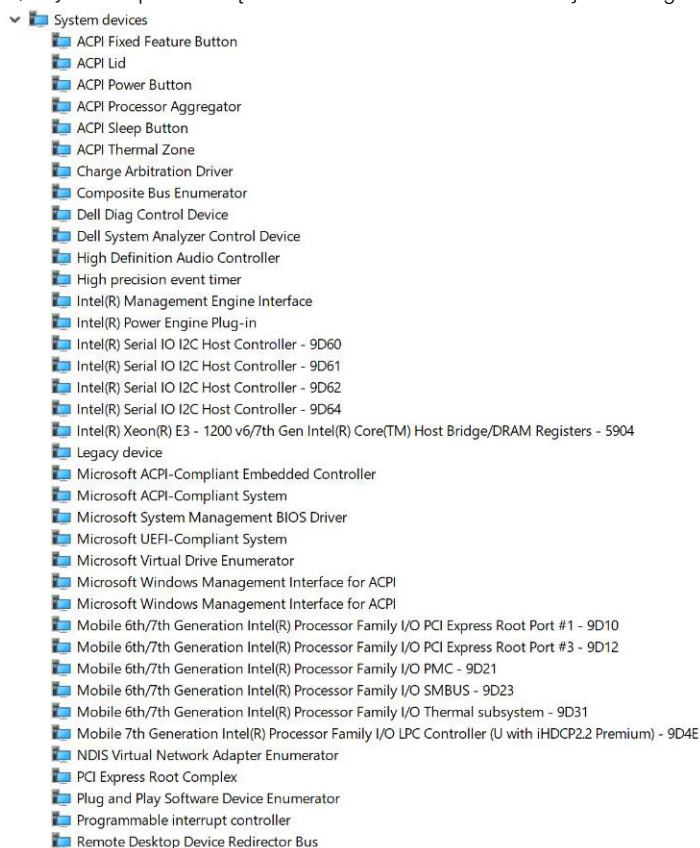 System devices
ACPI Fixed Feature Button
ACPI Lid
ACPI Power Button
ACPI Processor Aggregator
ACPI Sleep Button
ACPI Thermal Zone
Charge Arbitration Driver
Composite Bus Enumerator
Dell Diag Control Device
Dell System Analyzer Control Device
High Definition Audio Controller
High precision event timer
Intel(R) Management Engine Interface
Intel(R) Power Engine Plug-in
Intel(R) Serial IO I2C Host Controller - 9D60
Intel(R) Serial IO I2C Host Controller - 9D61
Intel(R) Serial IO I2C Host Controller - 9D62
Intel(R) Serial IO I2C Host Controller - 9D64
Intel(R) Xeon(R) E3 - 1200 v6/7th Gen Intel(R) Core(TM) Host Bridge/DRAM Registers - 5904
Legacy device
Microsoft ACPI-Compliant Embedded Controller
Microsoft ACPI-Compliant System
Microsoft System Management BIOS Driver
Microsoft UEFI-Compliant System
Microsoft Virtual Drive Enumerator
Microsoft Windows Management Interface for ACPI
Microsoft Windows Management Interface for ACPI
Mobile 6th/7th Generation Intel(R) Processor Family I/O PCI Express Root Port #1 - 9D10
Mobile 6th/7th Generation Intel(R) Processor Family I/O PCI Express Root Port #3 - 9D12
Mobile 6th/7th Generation Intel(R) Processor Family I/O PMC - 9D21
Mobile 6th/7th Generation Intel(R) Processor Family I/O SMBUS - 9D23
Mobile 6th/7th Generation Intel(R) Processor Family I/O Thermal subsystem - 9D31
Mobile 7th Generation Intel(R) Processor Family I/O LPC Controller (U with iHDCP2.2 Premium) - 9D4E
NDIS Virtual Network Adapter Enumerator
PCI Express Root Complex
Plug and Play Software Device Enumerator
Programmable interrupt controller
Remote Desktop Device Redirector Bus